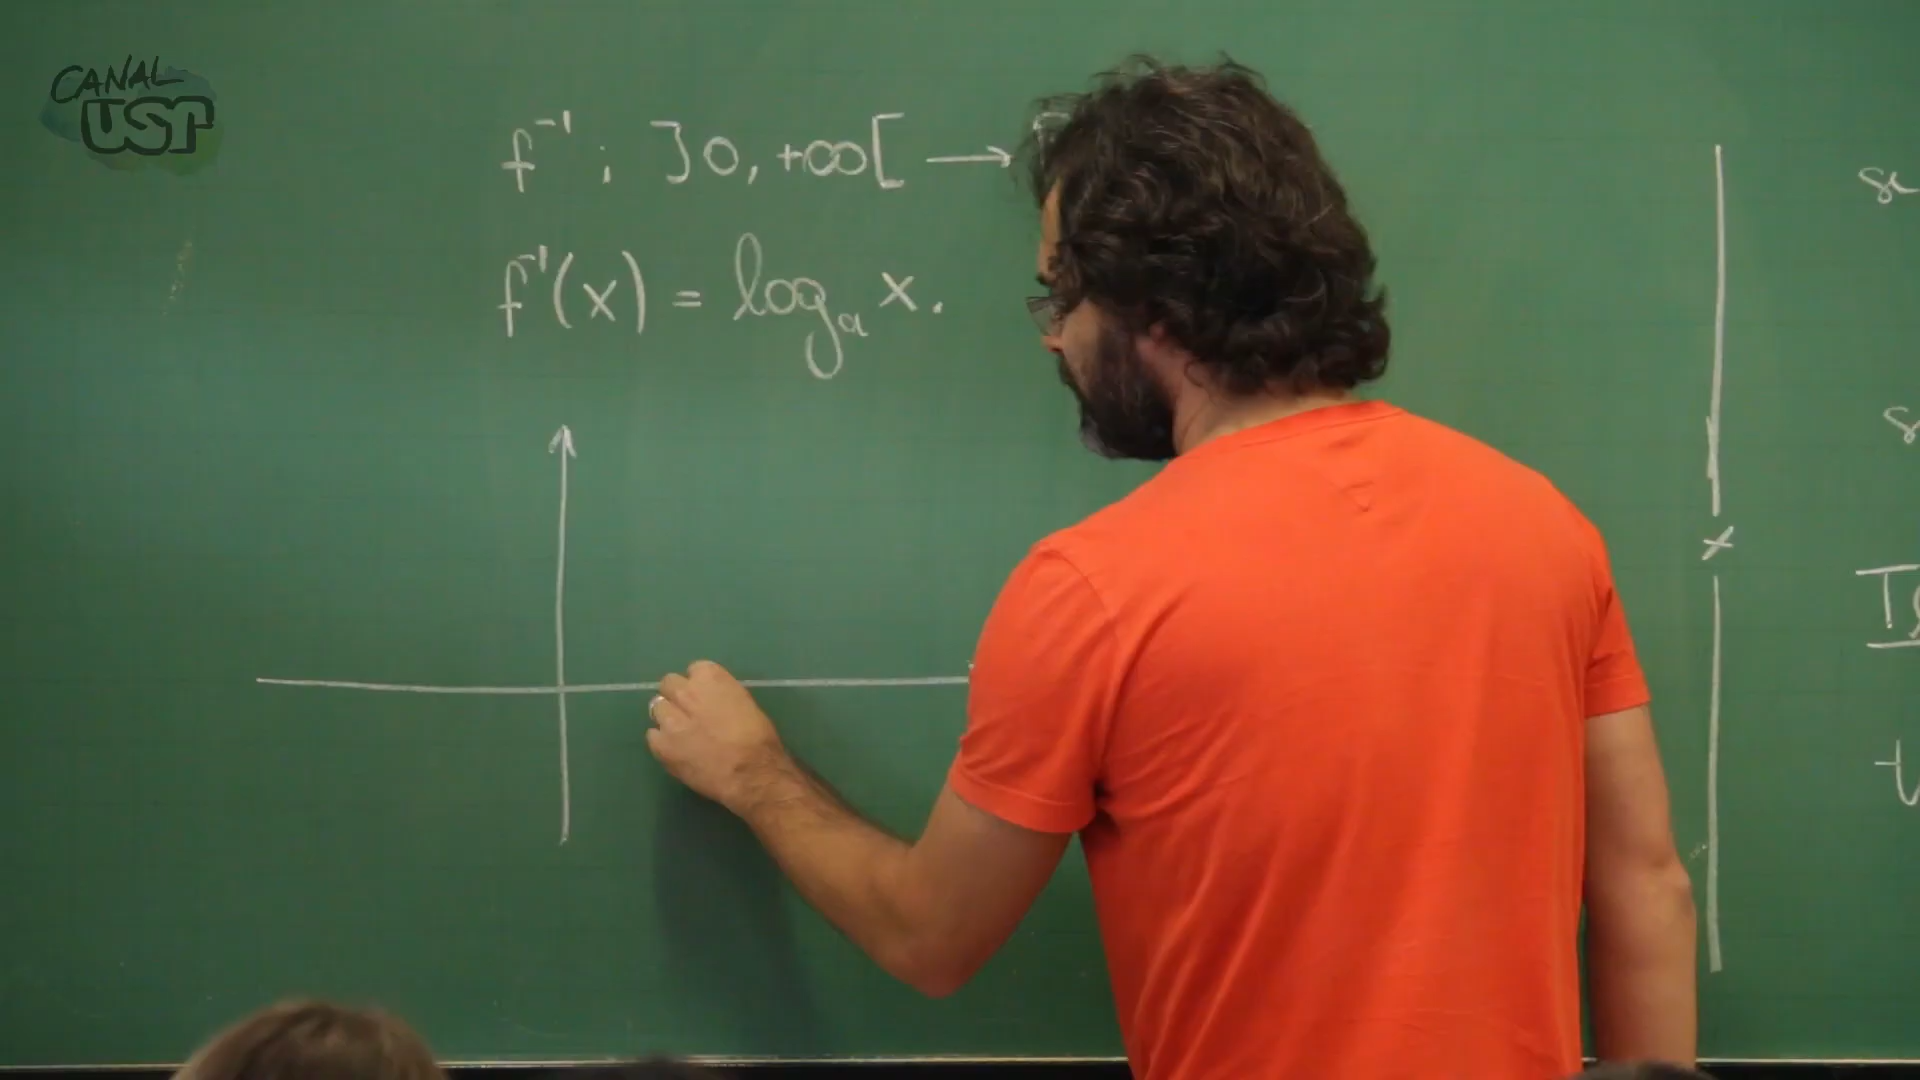 CANAL
USP
f⁻¹: ]0, +∞[ →
f⁻¹(x) = logₐ x.
x